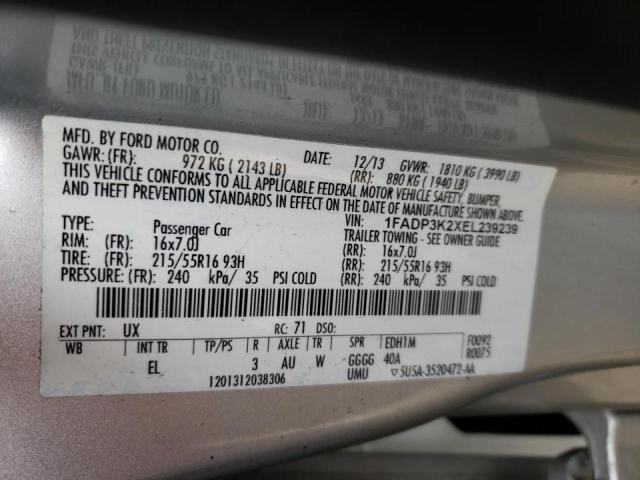 MFD. BY FORD MOTOR CO.
DATE: 12/13 GVWR: 1810 KG ( 3990 LB)
GAWR: (FR): 972 KG ( 2143 LB) (RR): 880 KG ( 1940 LB)
THIS VEHICLE CONFORMS TO ALL APPLICABLE FEDERAL MOTOR VEHICLE SAFETY, BUMPER,
AND THEFT PREVENTION STANDARDS IN EFFECT ON THE DATE OF MANUFACTURE SHOWN ABOVE.
VIN: 1FADP3K2XEL239239
TYPE: Passenger Car TRAILER TOWING - SEE OWNER GUIDE
RIM: (FR): 16x7.0J (RR): 16x7.0J
TIRE: (FR): 215/55R16 93H (RR): 215/55R16 93H
PRESSURE: (FR): 240 kPa/ 35 PSI COLD (RR): 240 kPa/ 35 PSI COLD
EXT PNT: UX RC: 71 DSO:
WB INT TR TP/PS R AXLE TR SPR EDH1M F0092
EL 3 AU W GGGG 40A R0075
1201312038306 UMU ▽5U5A-3520472-AA